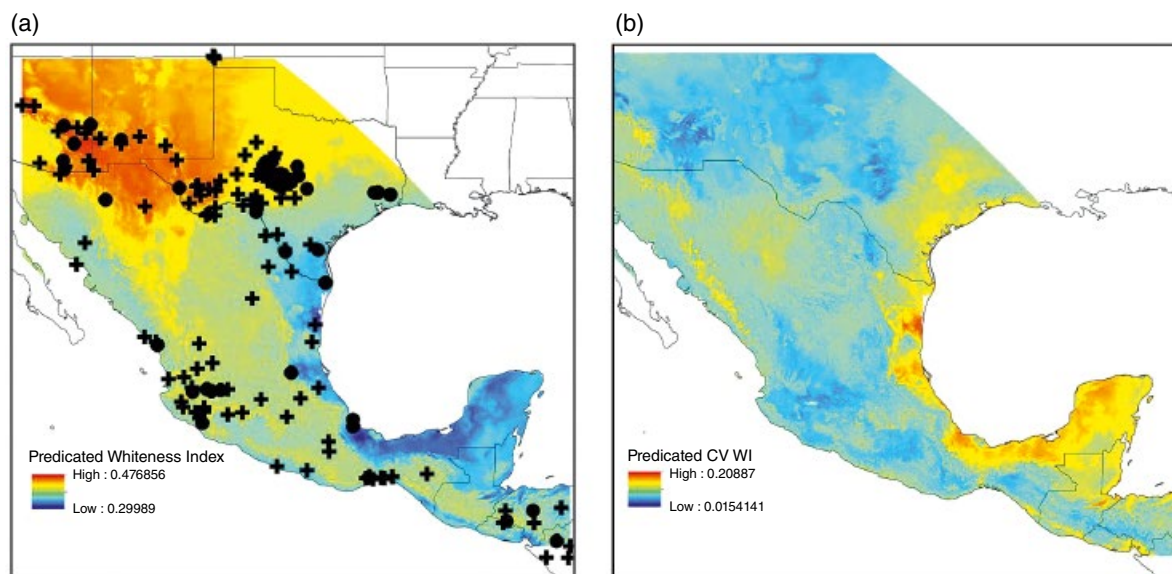 (a)
Predicated Whiteness Index
High : 0.476856
Low : 0.29989
(b)
Predicated CV WI
High : 0.20887
Low : 0.0154141